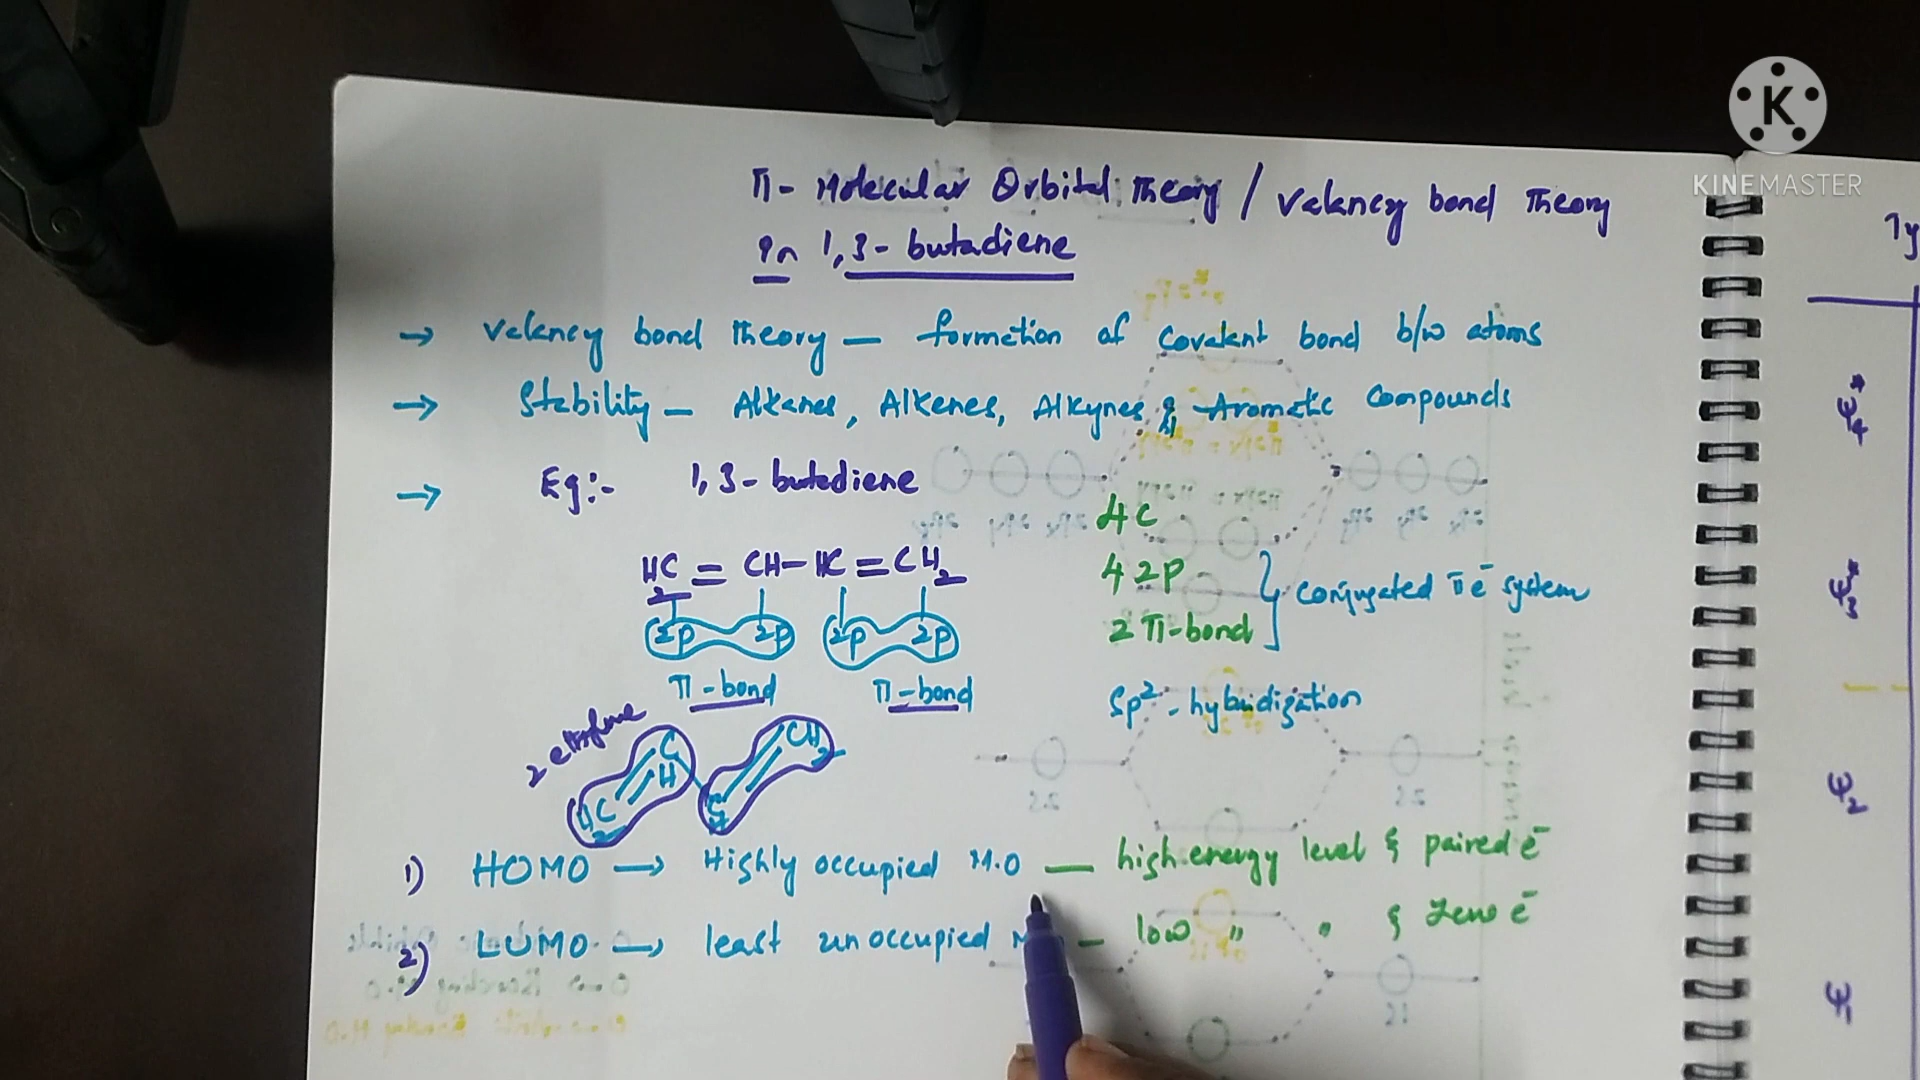 π- Molecular Orbital Theory / Valency bond Theory
In 1,3- butadiene
→ Valency bond Theory — formation of covalent bond b/w atoms
→ Stability — Alkanes, Alkenes, Alkynes & Aromatic compounds
→ Eg:- 1,3- butadiene
4C
H2C = CH - HC = CH2
4 2P
conjugated π e- system
2P 2P 2P 2P
2 π-bond
π-bond π-bond
Sp2 - hybridization
C CH2
H
H2C C
1) HOMO → Highly occupied M.O — high energy level & paired e-
2) LUMO → least unoccupied — low " " & Zero e-
Ψ4*
Ψ3*
Ψ2
Ψ1
K
KINEMASTER